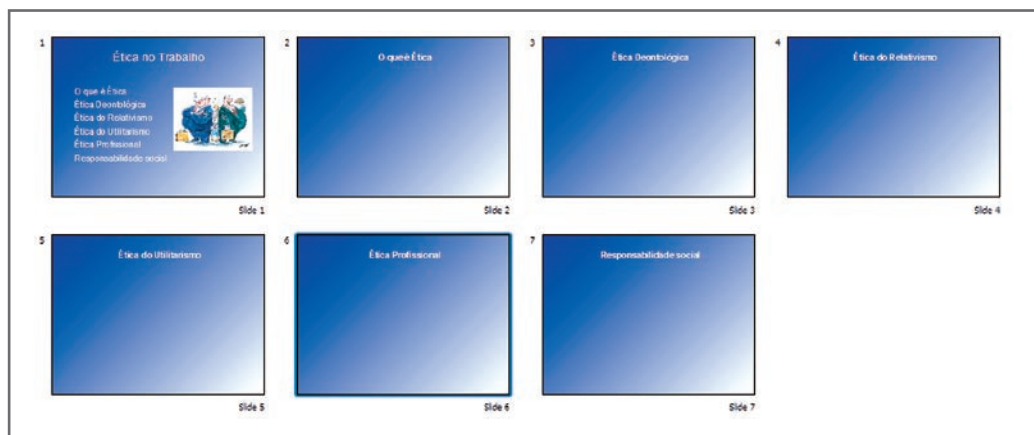 1
Ética no Trabalho
O que é Ética
Ética Deontológica
Ética do Relativismo
Ética do Utilitarismo
Ética Profissional
Responsabilidade social
Slide 1
2
O que é Ética
Slide 2
3
Ética Deontológica
Slide 3
4
Ética do Relativismo
Slide 4
5
Ética do Utilitarismo
Slide 5
6
Ética Profissional
Slide 6
7
Responsabilidade social
Slide 7